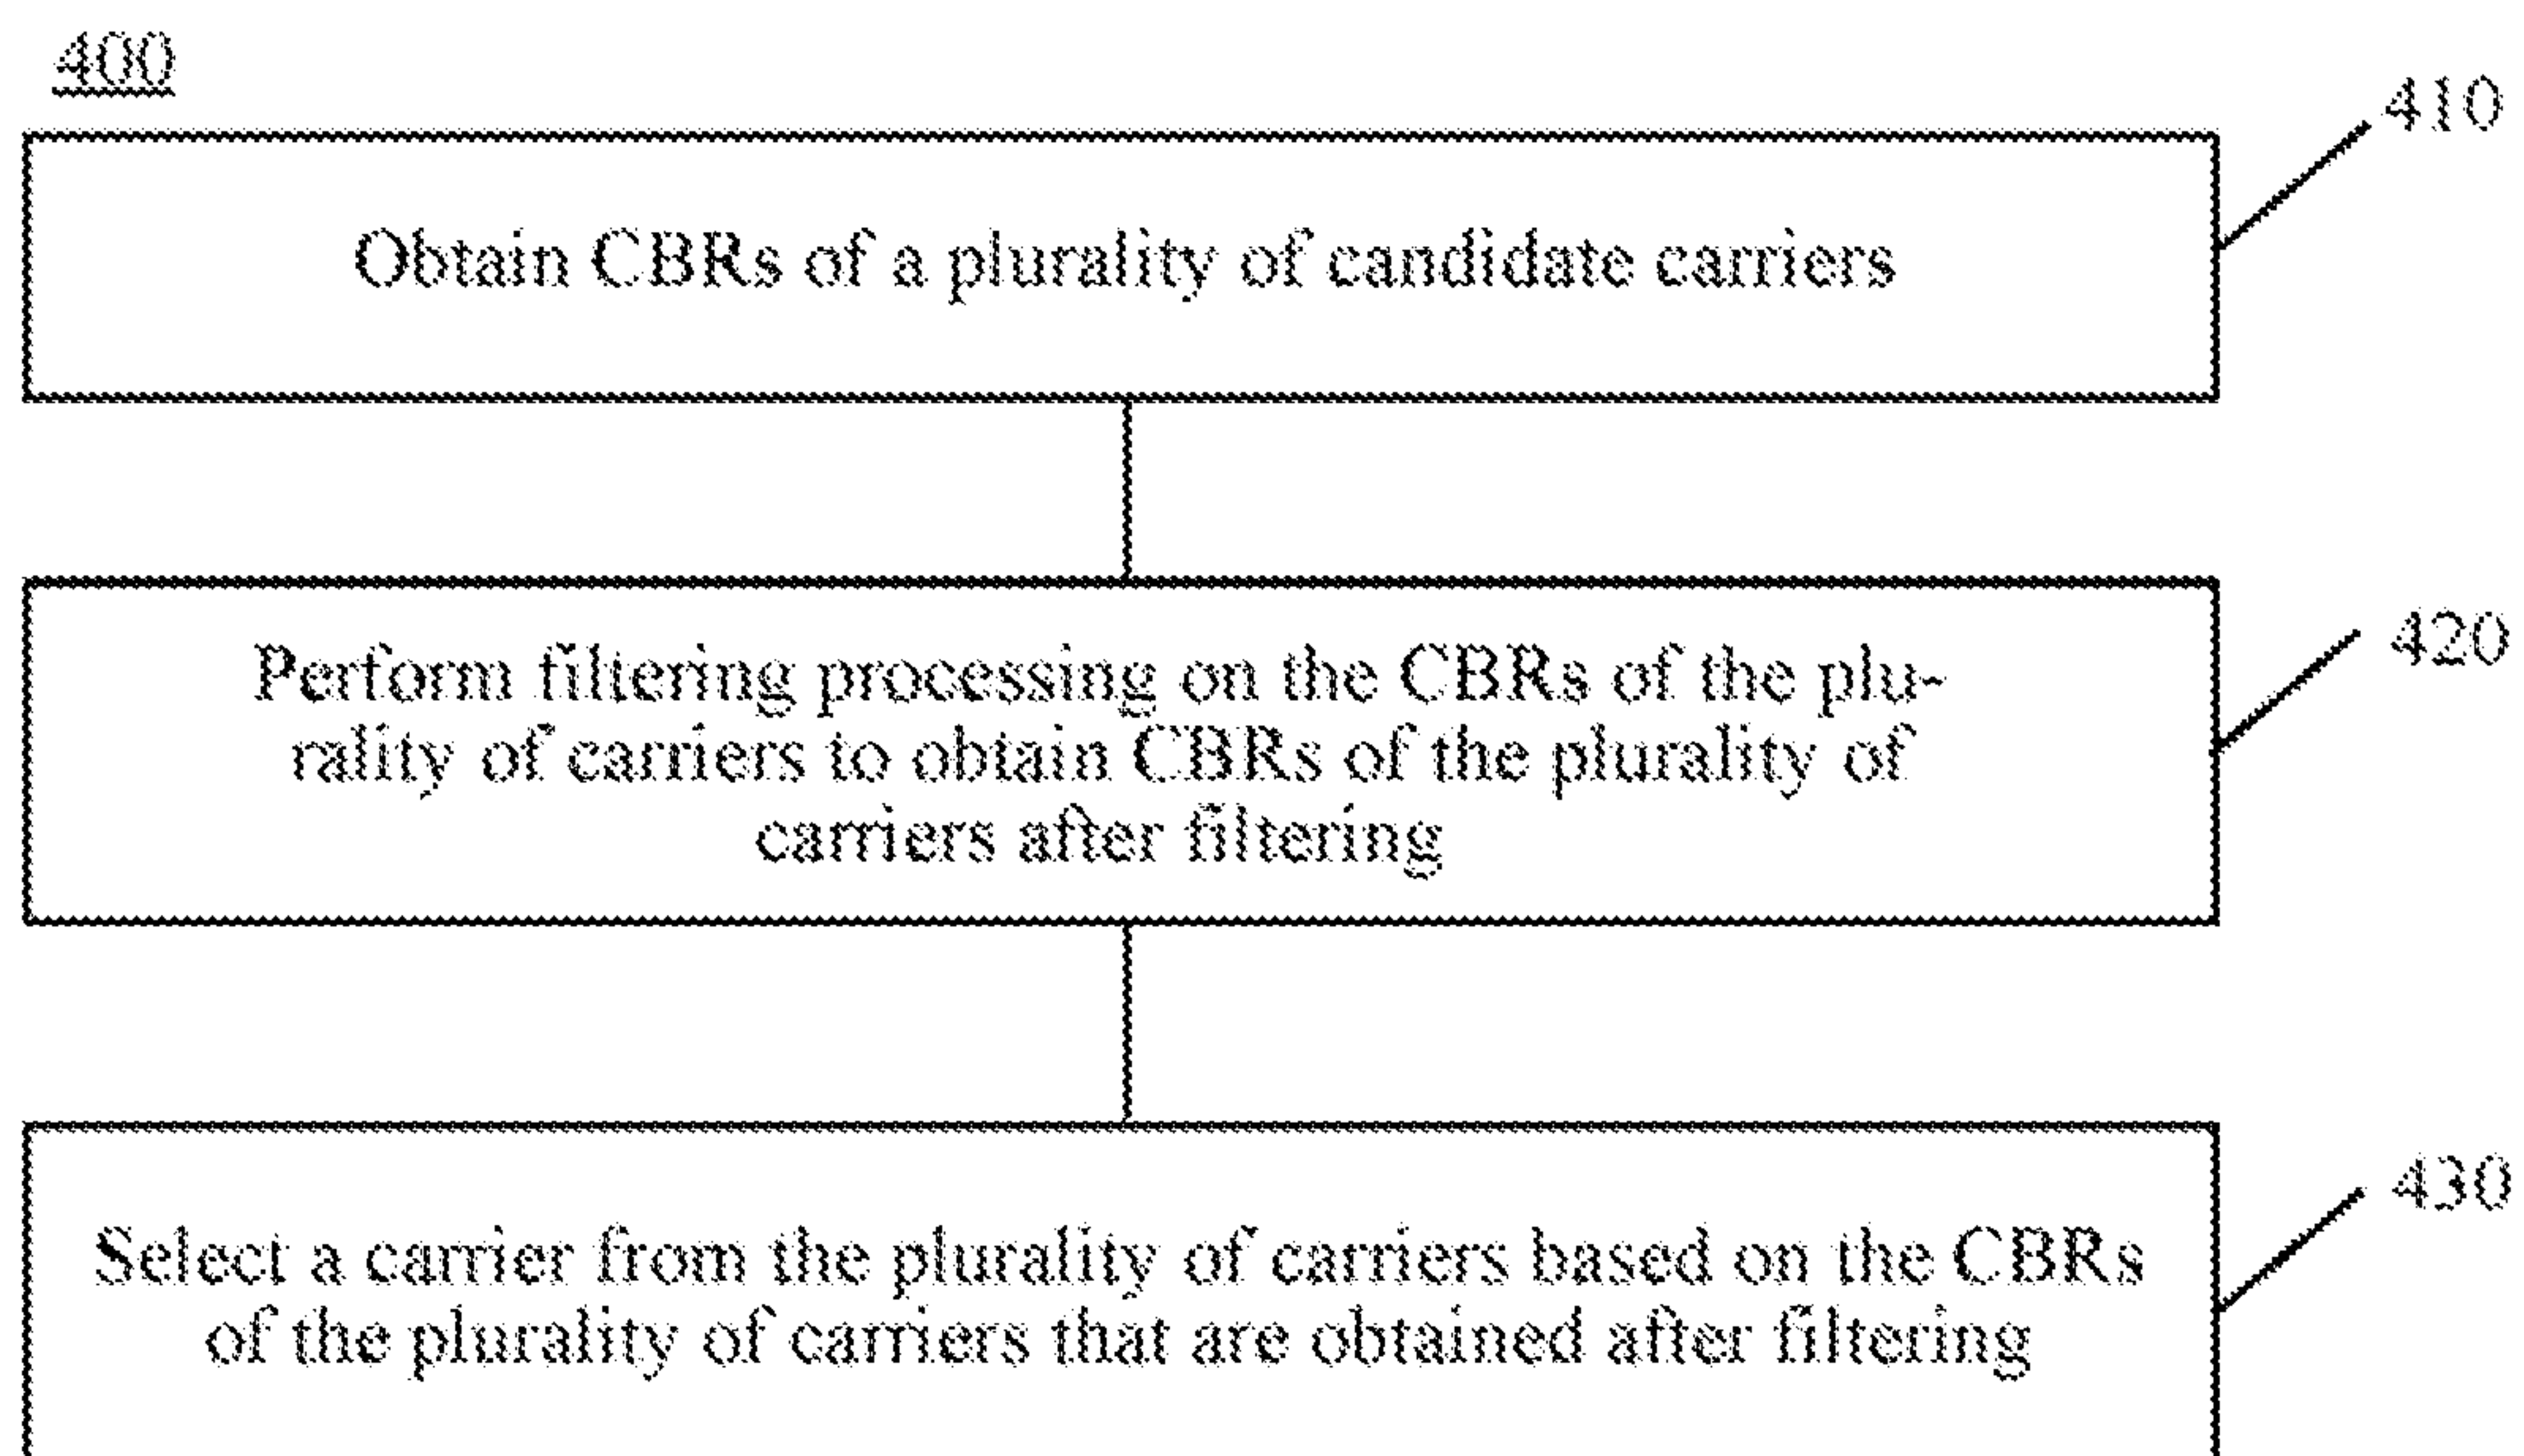 400
410
Obtain CBRs of a plurality of candidate carriers
420
Perform filtering processing on the CBRs of the plu-
rality of carriers to obtain CBRs of the plurality of
carriers after filtering
430
Select a carrier from the plurality of carriers based on the CBRs
of the plurality of carriers that are obtained after filtering